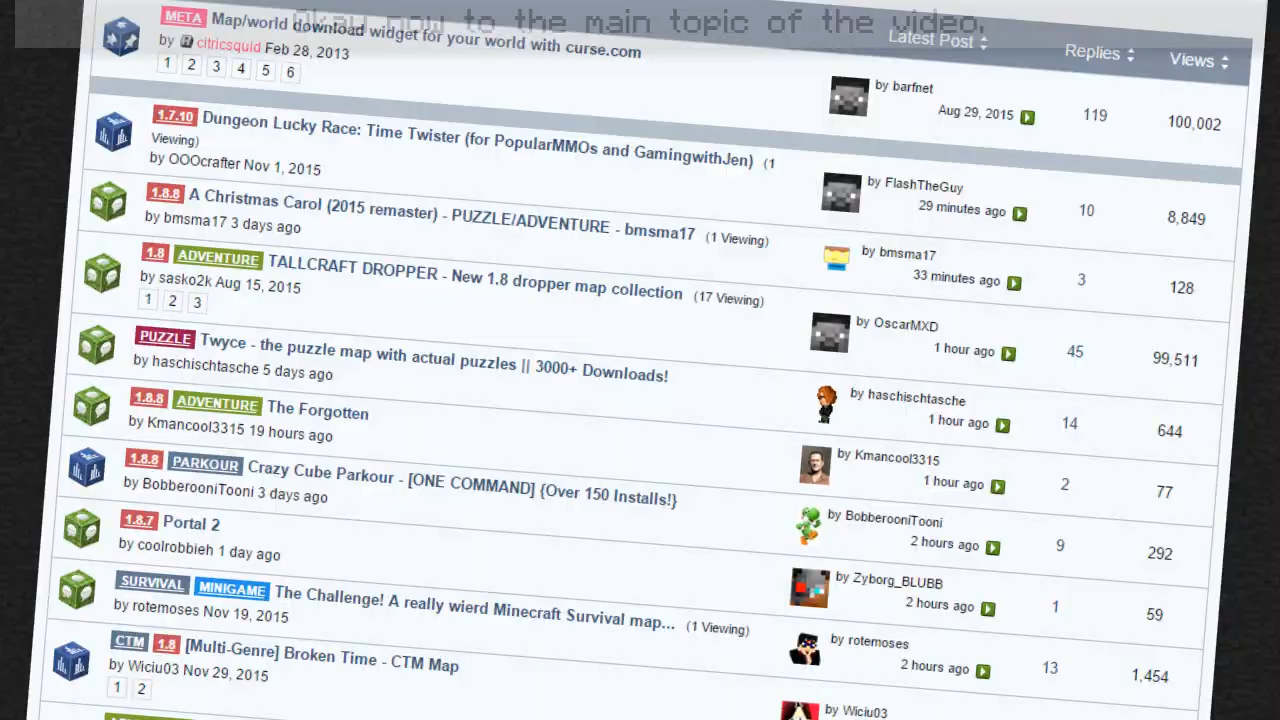 Okay now to the main topic of the video.
Latest Post Replies Views
META Map/world download widget for your world with curse.com
by citricsquid Feb 28, 2013
1 2 3 4 5 6
by barfnet
Aug 29, 2015 119 100,002
1.7.10 Dungeon Lucky Race: Time Twister (for PopularMMOs and GamingwithJen) (1
Viewing)
by OOOcrafter Nov 1, 2015
by FlashTheGuy
29 minutes ago 10 8,849
1.8.8 A Christmas Carol (2015 remaster) - PUZZLE/ADVENTURE - bmsma17 (1 Viewing)
by bmsma17 3 days ago
by bmsma17
33 minutes ago 3 128
1.8 ADVENTURE TALLCRAFT DROPPER - New 1.8 dropper map collection (17 Viewing)
by sasko2k Aug 15, 2015
1 2 3
by OscarMXD
1 hour ago 45 99,511
PUZZLE Twyce - the puzzle map with actual puzzles || 3000+ Downloads!
by haschischtasche 5 days ago
by haschischtasche
1 hour ago 14 644
1.8.8 ADVENTURE The Forgotten
by Kmancool3315 19 hours ago
by Kmancool3315
1 hour ago 2 77
1.8.8 PARKOUR Crazy Cube Parkour - [ONE COMMAND] {Over 150 Installs!}
by BobberooniTooni 3 days ago
by BobberooniTooni
2 hours ago 9 292
1.8.7 Portal 2
by coolrobbieh 1 day ago
by Zyborg_BLUBB
2 hours ago 1 59
SURVIVAL MINIGAME The Challenge! A really wierd Minecraft Survival map... (1 Viewing)
by rotemoses Nov 19, 2015
by rotemoses
2 hours ago 13 1,454
CTM 1.8 [Multi-Genre] Broken Time - CTM Map
by Wiciu03 Nov 29, 2015
1 2
by Wiciu03